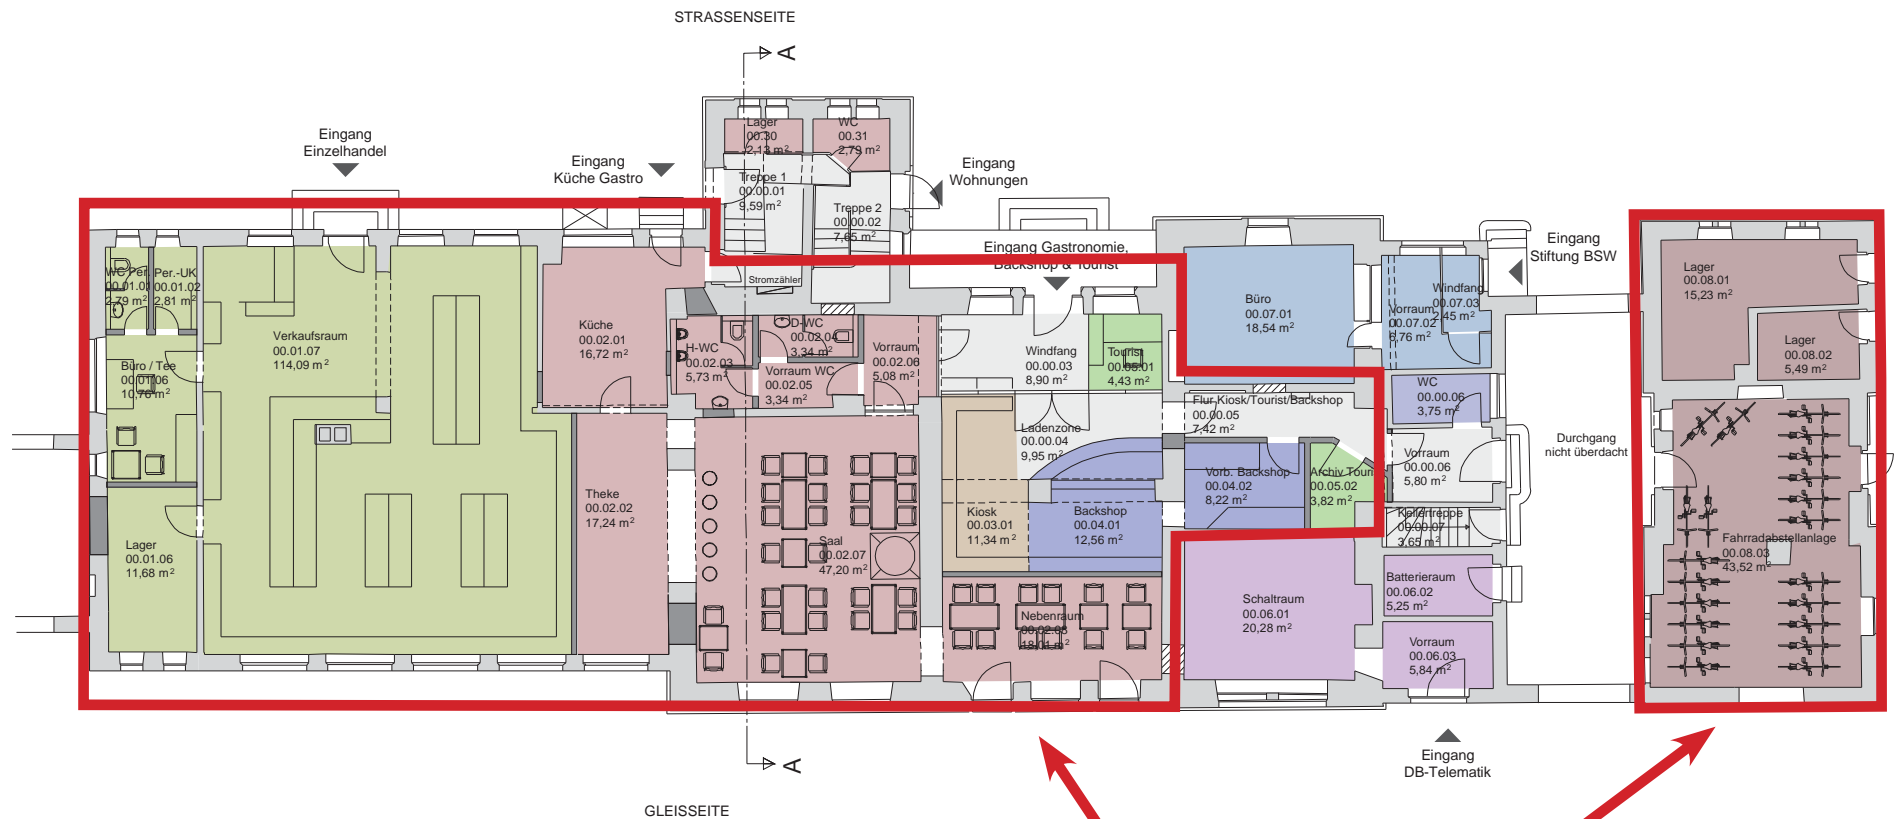 STRASSENSEITE
A
Eingang
Einzelhandel
Eingang
Küche Gastro
Lager
00.30
2,13 m²
WC
00.31
2,79 m²
Eingang
Wohnungen
Treppe 1
00.00.01
9,59 m²
Treppe 2
00.00.02
7,65 m²
Stromzähler
Eingang Gastronomie,
Backshop & Tourist
Eingang
Stiftung BSW
WC Per.
00.01.0
2,79 m²
Per.-UK
00.01.02
2,81 m²
Verkaufsraum
00.01.07
114,09 m²
Büro / Tee
00.01.06
10,76 m²
Lager
00.01.06
11,68 m²
Küche
00.02.01
16,72 m²
H-WC
00.02.03
5,73 m²
D-WC
00.02.04
3,34 m²
Vorraum WC
00.02.05
3,34 m²
Vorraum
00.02.06
5,08 m²
Theke
00.02.02
17,24 m²
Saal
00.02.07
47,20 m²
Windfang
00.00.03
8,90 m²
Tourist
00.05.01
4,43 m²
Ladenzone
00.00.04
9,95 m²
Kiosk
00.03.01
11,34 m²
Backshop
00.04.01
12,56 m²
Nebenraum
00.02.08
18,01 m²
Büro
00.07.01
18,54 m²
Vorraum
00.07.02
6,76 m²
Windfang
00.07.03
2,45 m²
Flur Kiosk/Tourist/Backshop
00.00.05
7,42 m²
WC
00.00.06
3,75 m²
Vorb. Backshop
00.04.02
8,22 m²
Archiv Touri
00.05.02
3,82 m²
Vorraum
00.00.06
5,80 m²
Kellertreppe
00.00.07
3,65 m²
Schaltraum
00.06.01
20,28 m²
Batterieraum
00.06.02
5,25 m²
Vorraum
00.06.03
5,84 m²
Durchgang
nicht überdacht
Lager
00.08.01
15,23 m²
Lager
00.08.02
5,49 m²
Fahrradabstellanlage
00.08.03
43,52 m²
Eingang
DB-Telematik
A
GLEISSEITE